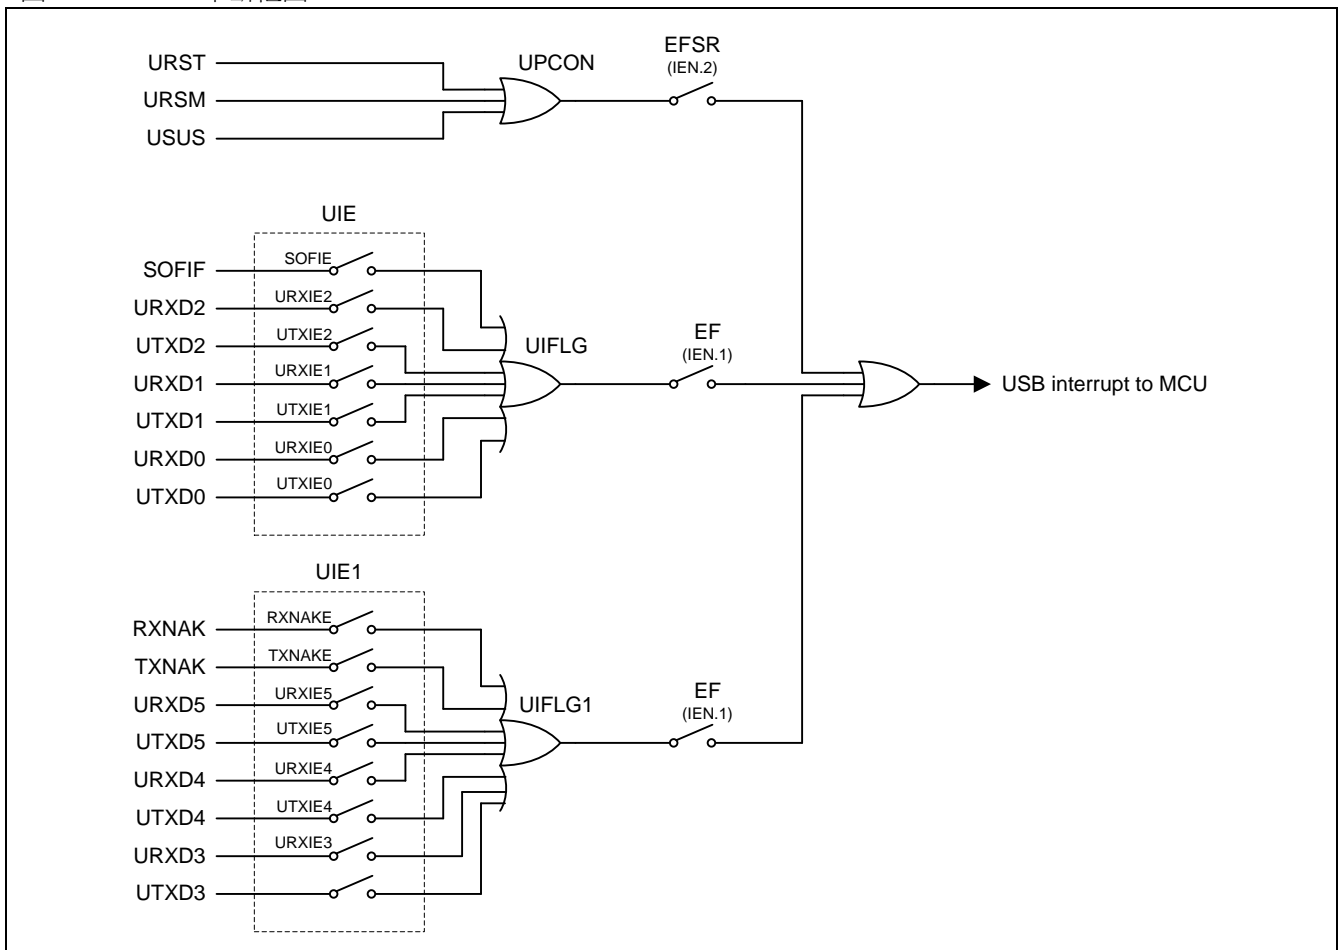 URST
URSM
USUS
UPCON
EFSR
(IEN.2)
UIE
SOFIF
SOFIE
URXD2
URXIE2
UTXD2
UTXIE2
URXD1
URXIE1
UTXD1
UTXIE1
URXD0
URXIE0
UTXD0
UTXIE0
UIFLG
EF
(IEN.1)
USB interrupt to MCU
UIE1
RXNAK
RXNAKE
TXNAK
TXNAKE
URXD5
URXIE5
UTXD5
UTXIE5
URXD4
URXIE4
UTXD4
UTXIE4
URXD3
URXIE3
UTXD3
UIFLG1
EF
(IEN.1)